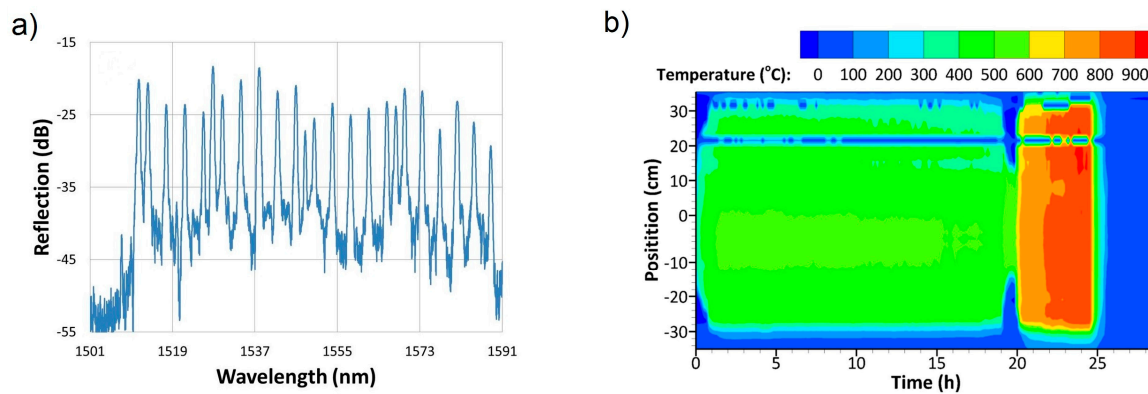 a)
-15
-25
-35
-45
-55
Reflection (dB)
1501 1519 1537 1555 1573 1591
Wavelength (nm)
b)
Temperature (°C): 0 100 200 300 400 500 600 700 800 900
30
20
10
0
-10
-20
-30
Positition (cm)
0 5 10 15 20 25
Time (h)